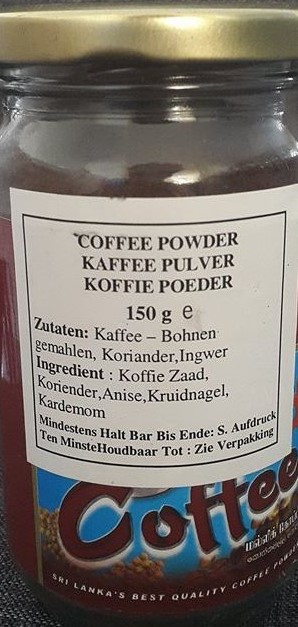 COFFEE POWDER
KAFFEE PULVER
KOFFIE POEDER
150 g e
Zutaten: Kaffee – Bohnen
gemahlen, Koriander,Ingwer
Ingredient : Koffie Zaad,
Koriender,Anise,Kruidnagel,
Kardemom
Mindestens Halt Bar Bis Ende: S. Aufdruck
Ten MinsteHoudbaar Tot : Zie Verpakking
Coffee
SRI LANKA'S BEST QUALITY COFFEE POWD